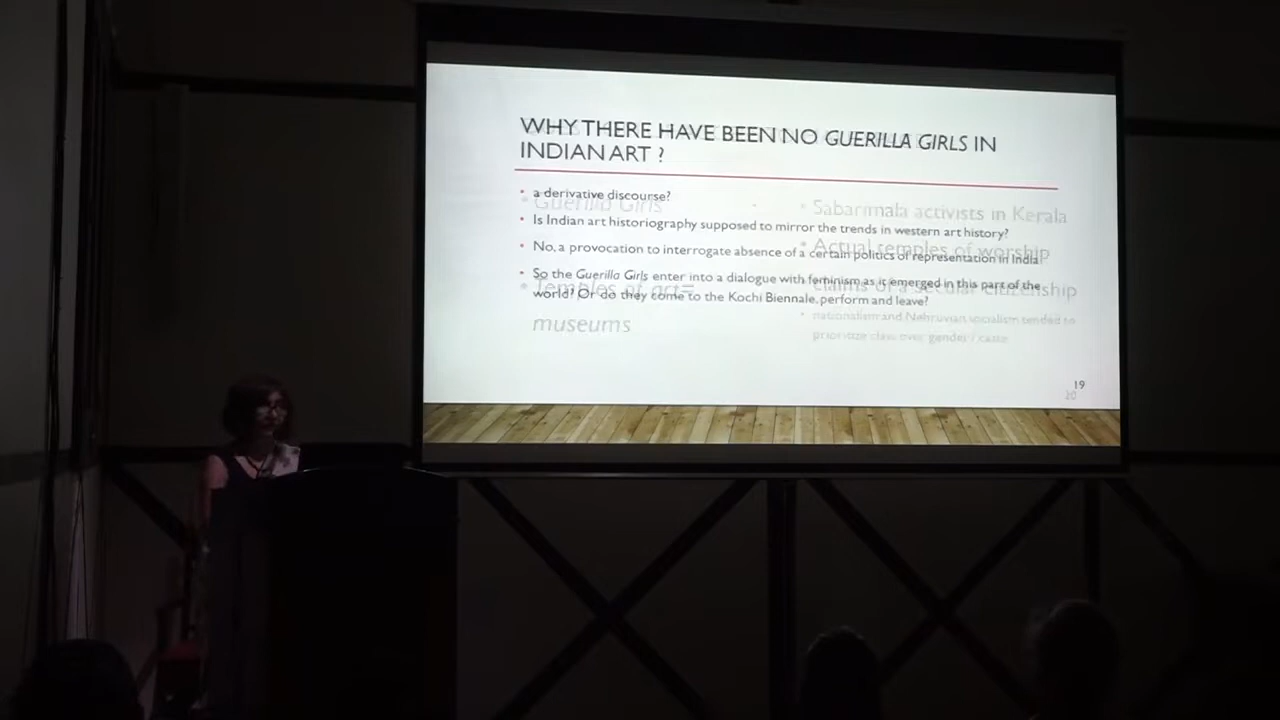 WHY THERE HAVE BEEN NO GUERILLA GIRLS IN
INDIAN ART ?
• a derivative discourse?
• Is Indian art historiography supposed to mirror the trends in western art history?
• No, a provocation to interrogate absence of a certain politics of representation in India
• So the Guerilla Girls enter into a dialogue with feminism as it emerged in this part of the
world? Or do they come to the Kochi Biennale, perform and leave?
19
• Guerilla Girls
• Temples of art=
museums
• Sabarimala activists in Kerala
• Actual temples of worship
claims of a secular citizenship
• nationalism and Nehruvian socialism tended to
prioritize class over gender / caste
20